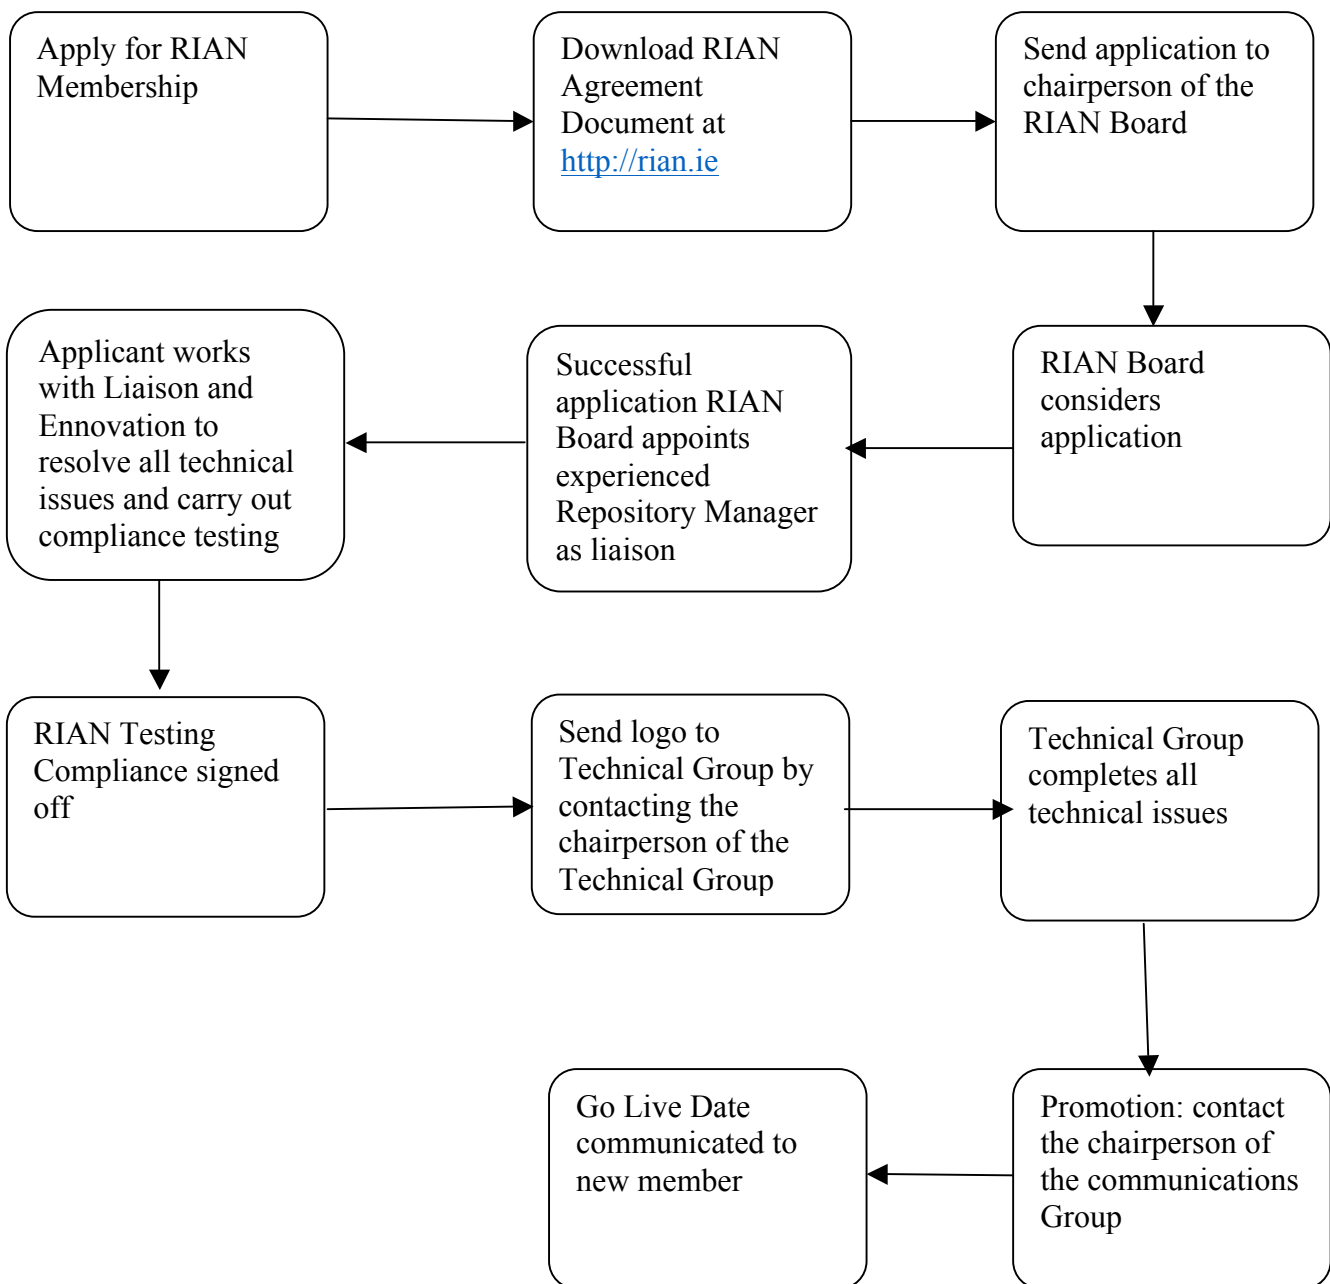 Apply for RIAN
Membership
Download RIAN
Agreement
Document at
http://rian.ie
Send application to
chairperson of the
RIAN Board
RIAN Board
considers
application
Successful
application RIAN
Board appoints
experienced
Repository Manager
as liaison
Applicant works
with Liaison and
Ennovation to
resolve all technical
issues and carry out
compliance testing
RIAN Testing
Compliance signed
off
Send logo to
Technical Group by
contacting the
chairperson of the
Technical Group
Technical Group
completes all
technical issues
Promotion: contact
the chairperson of
the communications
Group
Go Live Date
communicated to
new member